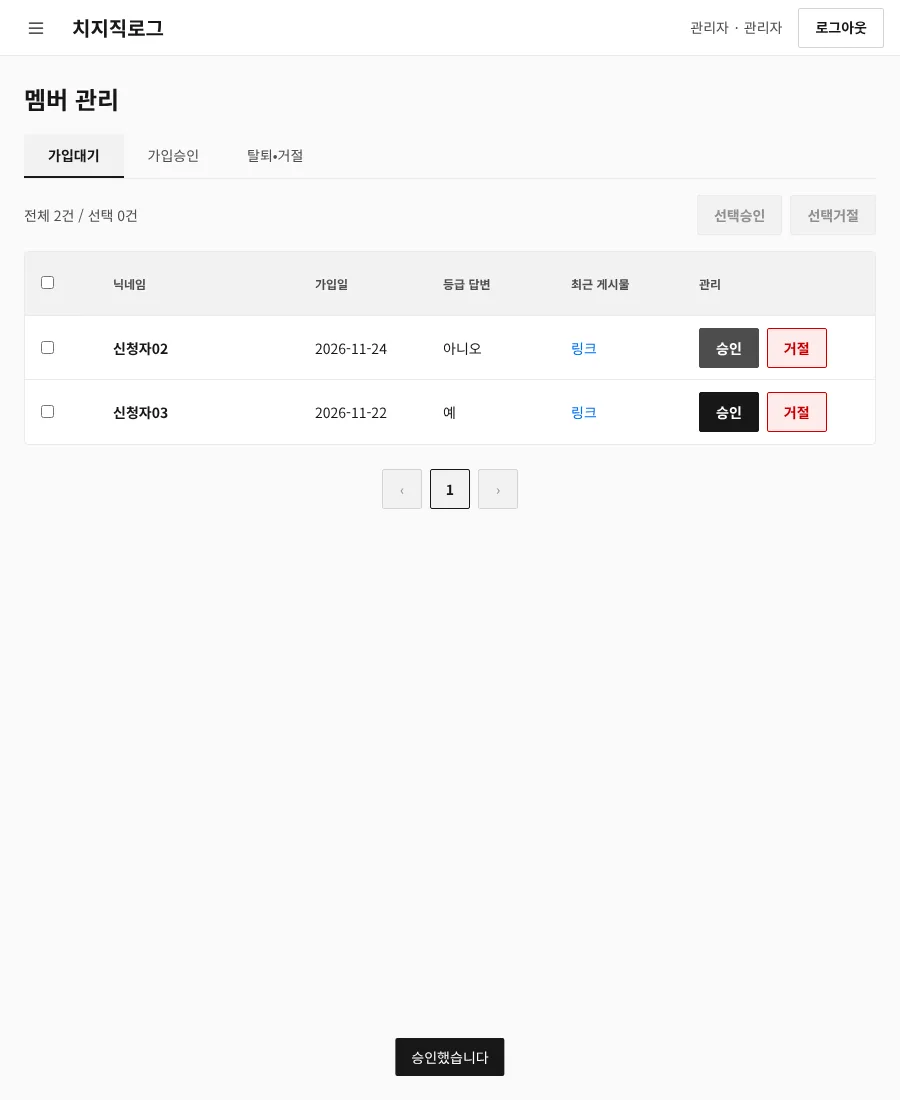 치지직로그
관리자 · 관리자
로그아웃
멤버 관리
가입대기
가입승인
탈퇴•거절
전체 2건 / 선택 0건
선택승인
선택거절
닉네임 가입일 등급 답변 최근 게시물 관리
신청자02 2026-11-24 아니오 링크 승인 거절
신청자03 2026-11-22 예 링크 승인 거절
‹ 1 ›
승인했습니다